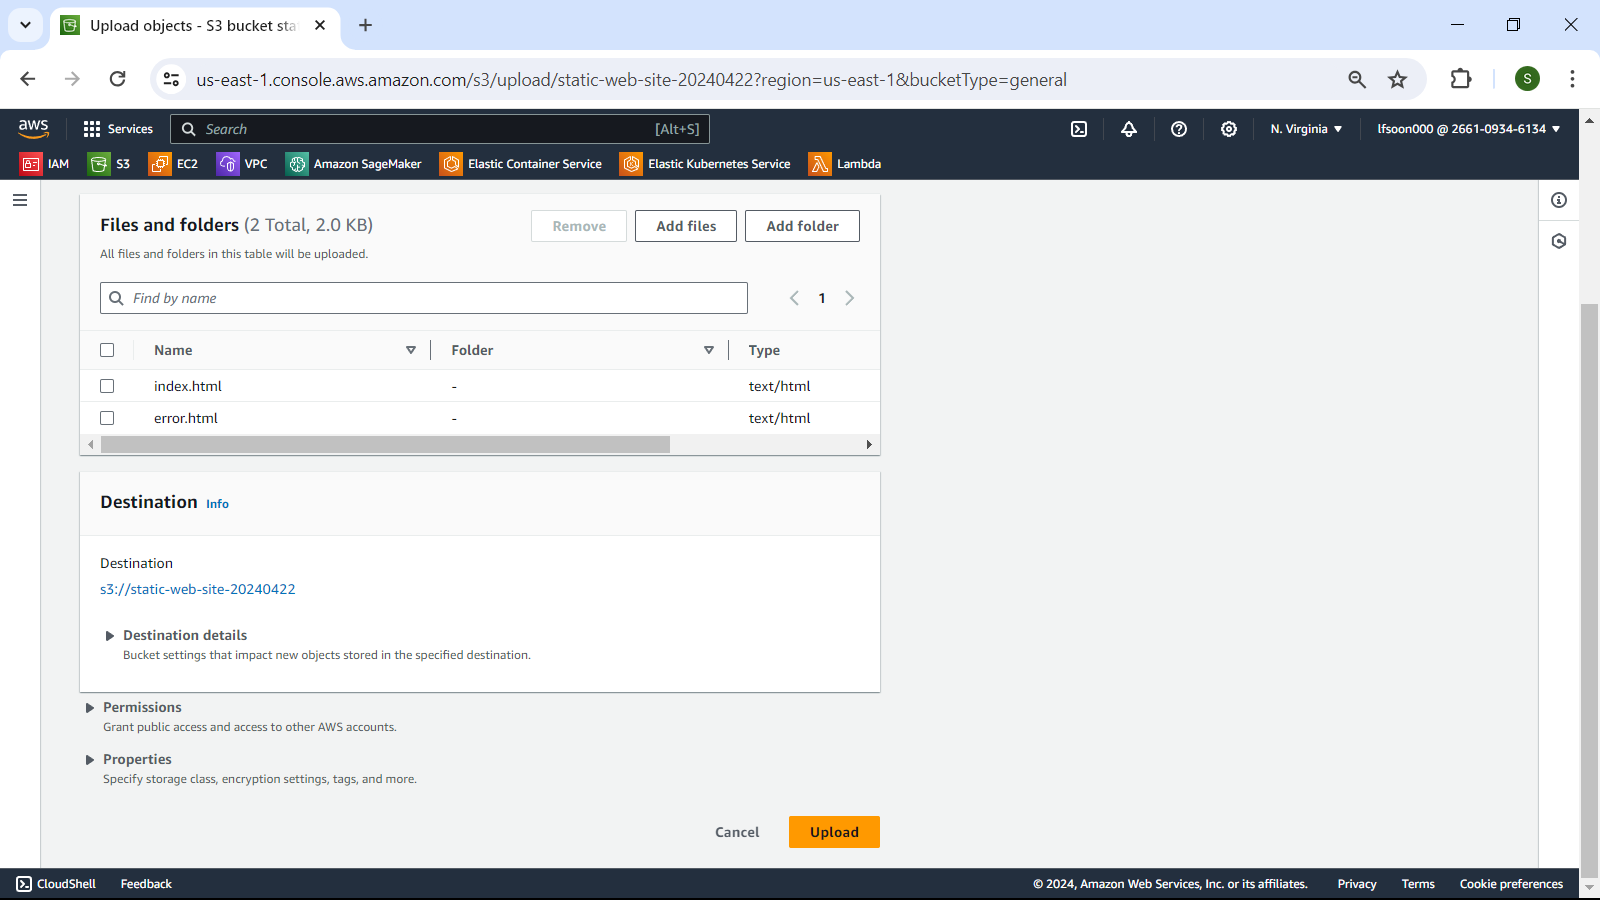 Upload objects - S3 bucket sta
us-east-1.console.aws.amazon.com/s3/upload/static-web-site-20240422?region=us-east-1&bucketType=general
S
aws
Services
Search
[Alt+S]
N. Virginia
lfsoon000 @ 2661-0934-6134
IAM
S3
EC2
VPC
Amazon SageMaker
Elastic Container Service
Elastic Kubernetes Service
Lambda
Files and folders (2 Total, 2.0 KB)
Remove
Add files
Add folder
All files and folders in this table will be uploaded.
Find by name
1
Name
Folder
Type
index.html
-
text/html
error.html
-
text/html
Destination Info
Destination
s3://static-web-site-20240422
Destination details
Bucket settings that impact new objects stored in the specified destination.
Permissions
Grant public access and access to other AWS accounts.
Properties
Specify storage class, encryption settings, tags, and more.
Cancel
Upload
CloudShell
Feedback
© 2024, Amazon Web Services, Inc. or its affiliates.
Privacy
Terms
Cookie preferences